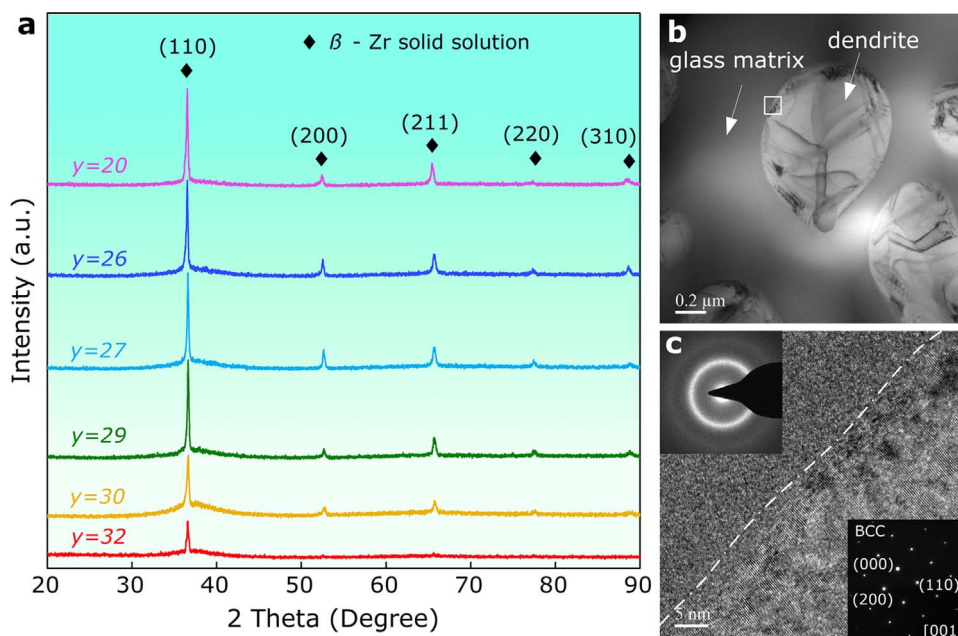 a
♦ β - Zr solid solution
(110)
(200)
(211)
(220)
(310)
y=20
y=26
y=27
y=29
y=30
y=32
Intensity (a.u.)
20 30 40 50 60 70 80 90
2 Theta (Degree)
b
dendrite
glass matrix
0.2 μm
c
BCC
(000)
(110)
(200)
[001]
5 nm